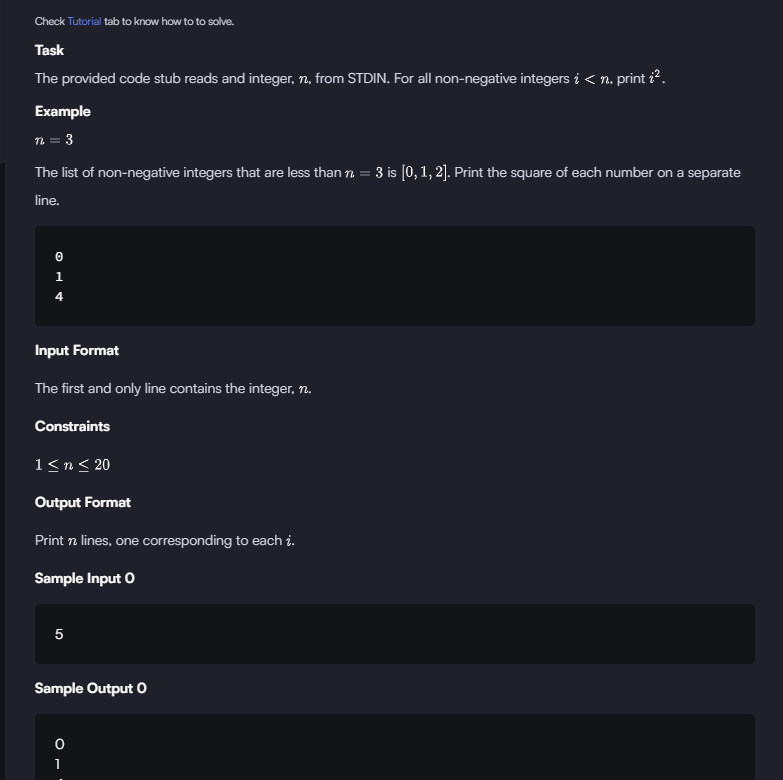 Check Tutorial tab to know how to to solve.
Task
The provided code stub reads and integer, n, from STDIN. For all non-negative integers i < n, print i².
Example
n = 3
The list of non-negative integers that are less than n = 3 is [0, 1, 2]. Print the square of each number on a separate
line.
0
1
4
Input Format
The first and only line contains the integer, n.
Constraints
1 ≤ n ≤ 20
Output Format
Print n lines, one corresponding to each i.
Sample Input 0
5
Sample Output 0
0
1